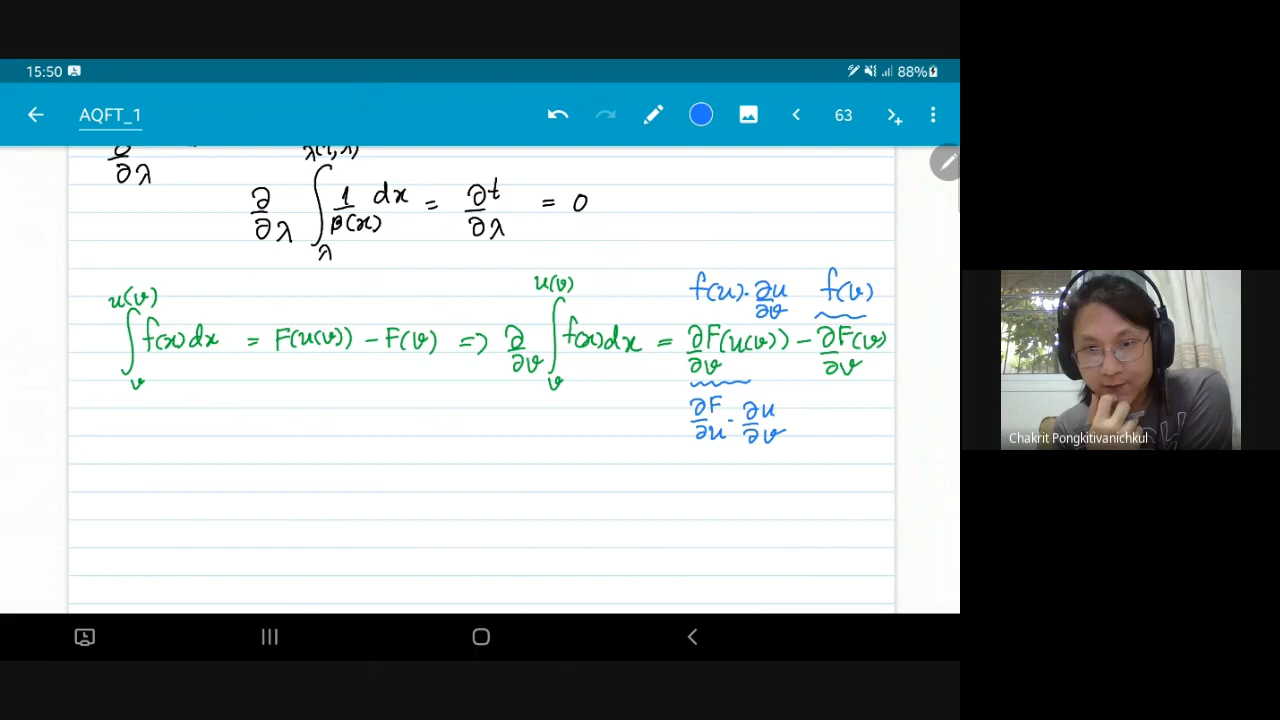 15:50 88%
AQFT_1 63
∂/∂λ
λ(t,λ)
∂/∂λ ∫_λ 1/β(x) dx = ∂t/∂λ = 0
f(u)·∂u/∂v f(v)
∫_v^{u(v)} f(x)dx = F(u(v)) - F(v) => ∂/∂v ∫_v^{u(v)} f(x)dx = ∂F(u(v))/∂v - ∂F(v)/∂v
∂F/∂u · ∂u/∂v
Chakrit Pongkitivanichkul